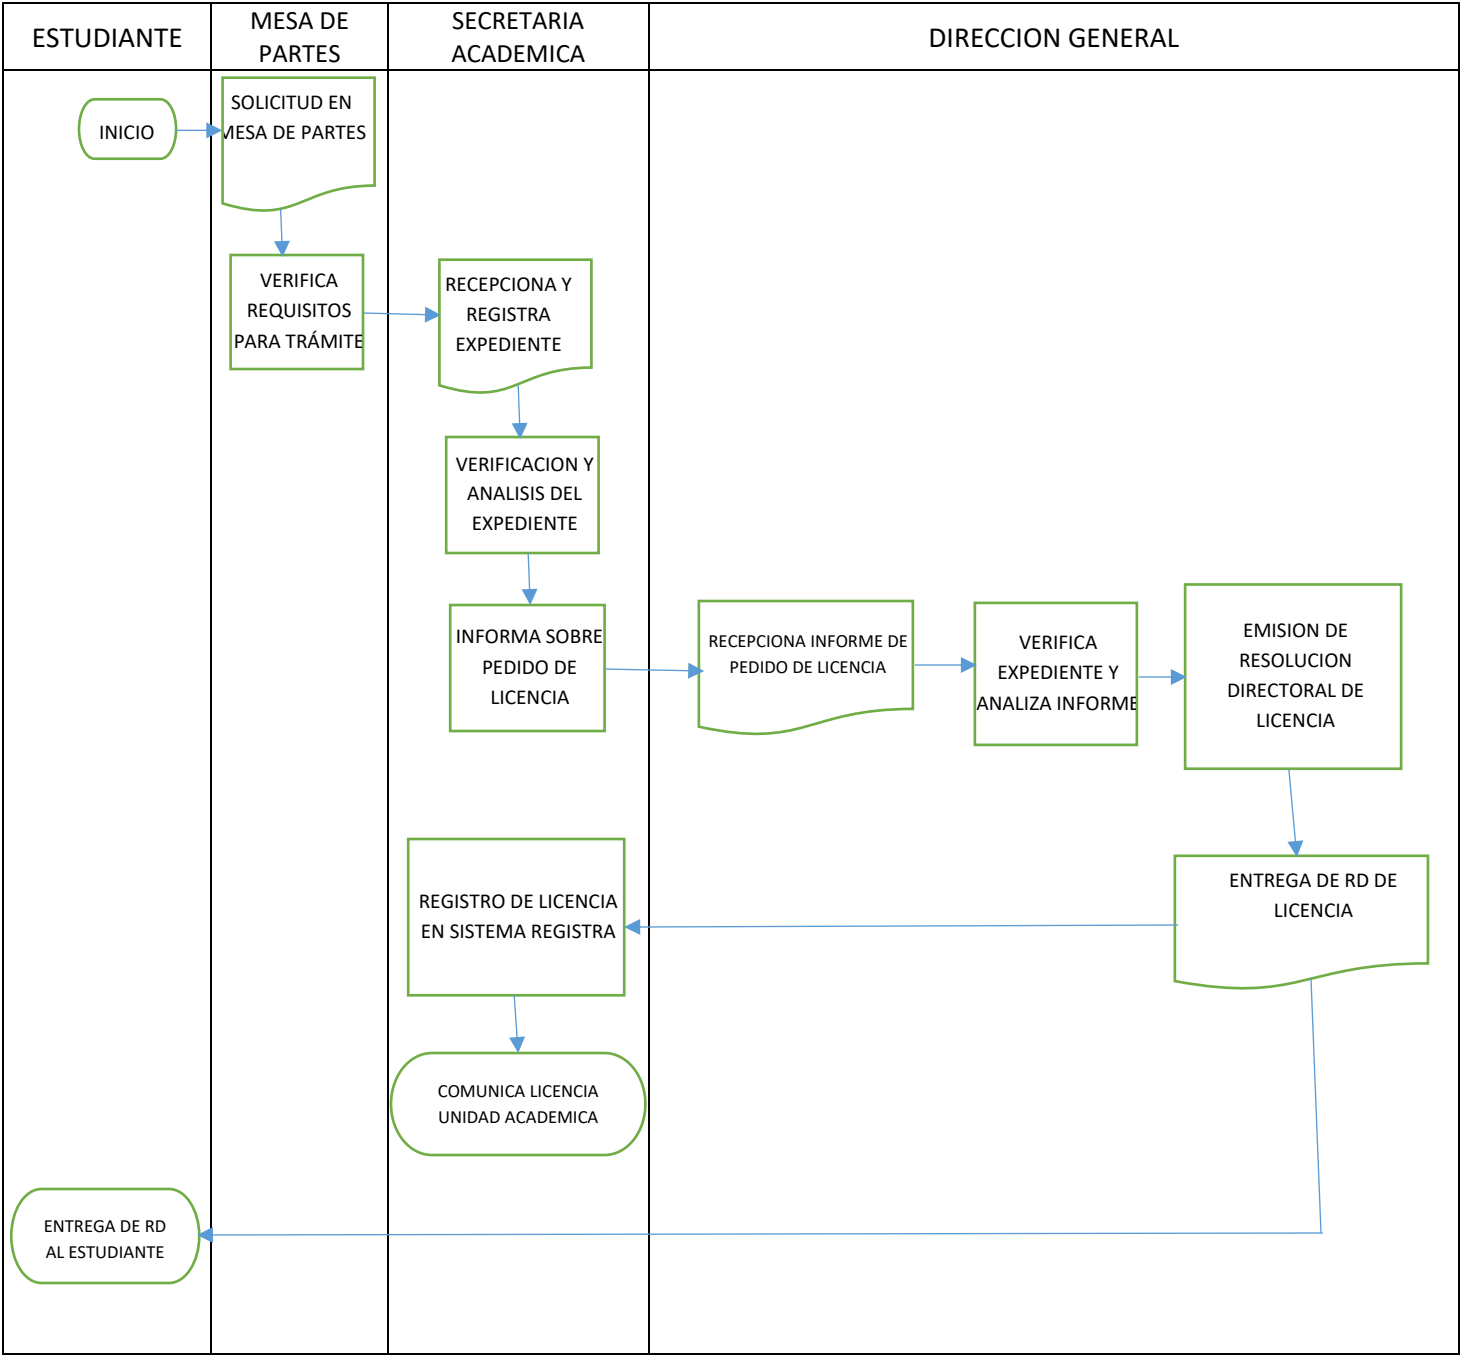 ESTUDIANTE
MESA DE
PARTES
SECRETARIA
ACADEMICA
DIRECCION GENERAL
INICIO
SOLICITUD EN
MESA DE PARTES
VERIFICA
REQUISITOS
PARA TRÁMITE
RECEPCIONA Y
REGISTRA
EXPEDIENTE
VERIFICACION Y
ANALISIS DEL
EXPEDIENTE
INFORMA SOBRE
PEDIDO DE
LICENCIA
RECEPCIONA INFORME DE
PEDIDO DE LICENCIA
VERIFICA
EXPEDIENTE Y
ANALIZA INFORME
EMISION DE
RESOLUCION
DIRECTORAL DE
LICENCIA
ENTREGA DE RD DE
LICENCIA
REGISTRO DE LICENCIA
EN SISTEMA REGISTRA
COMUNICA LICENCIA
UNIDAD ACADEMICA
ENTREGA DE RD
AL ESTUDIANTE